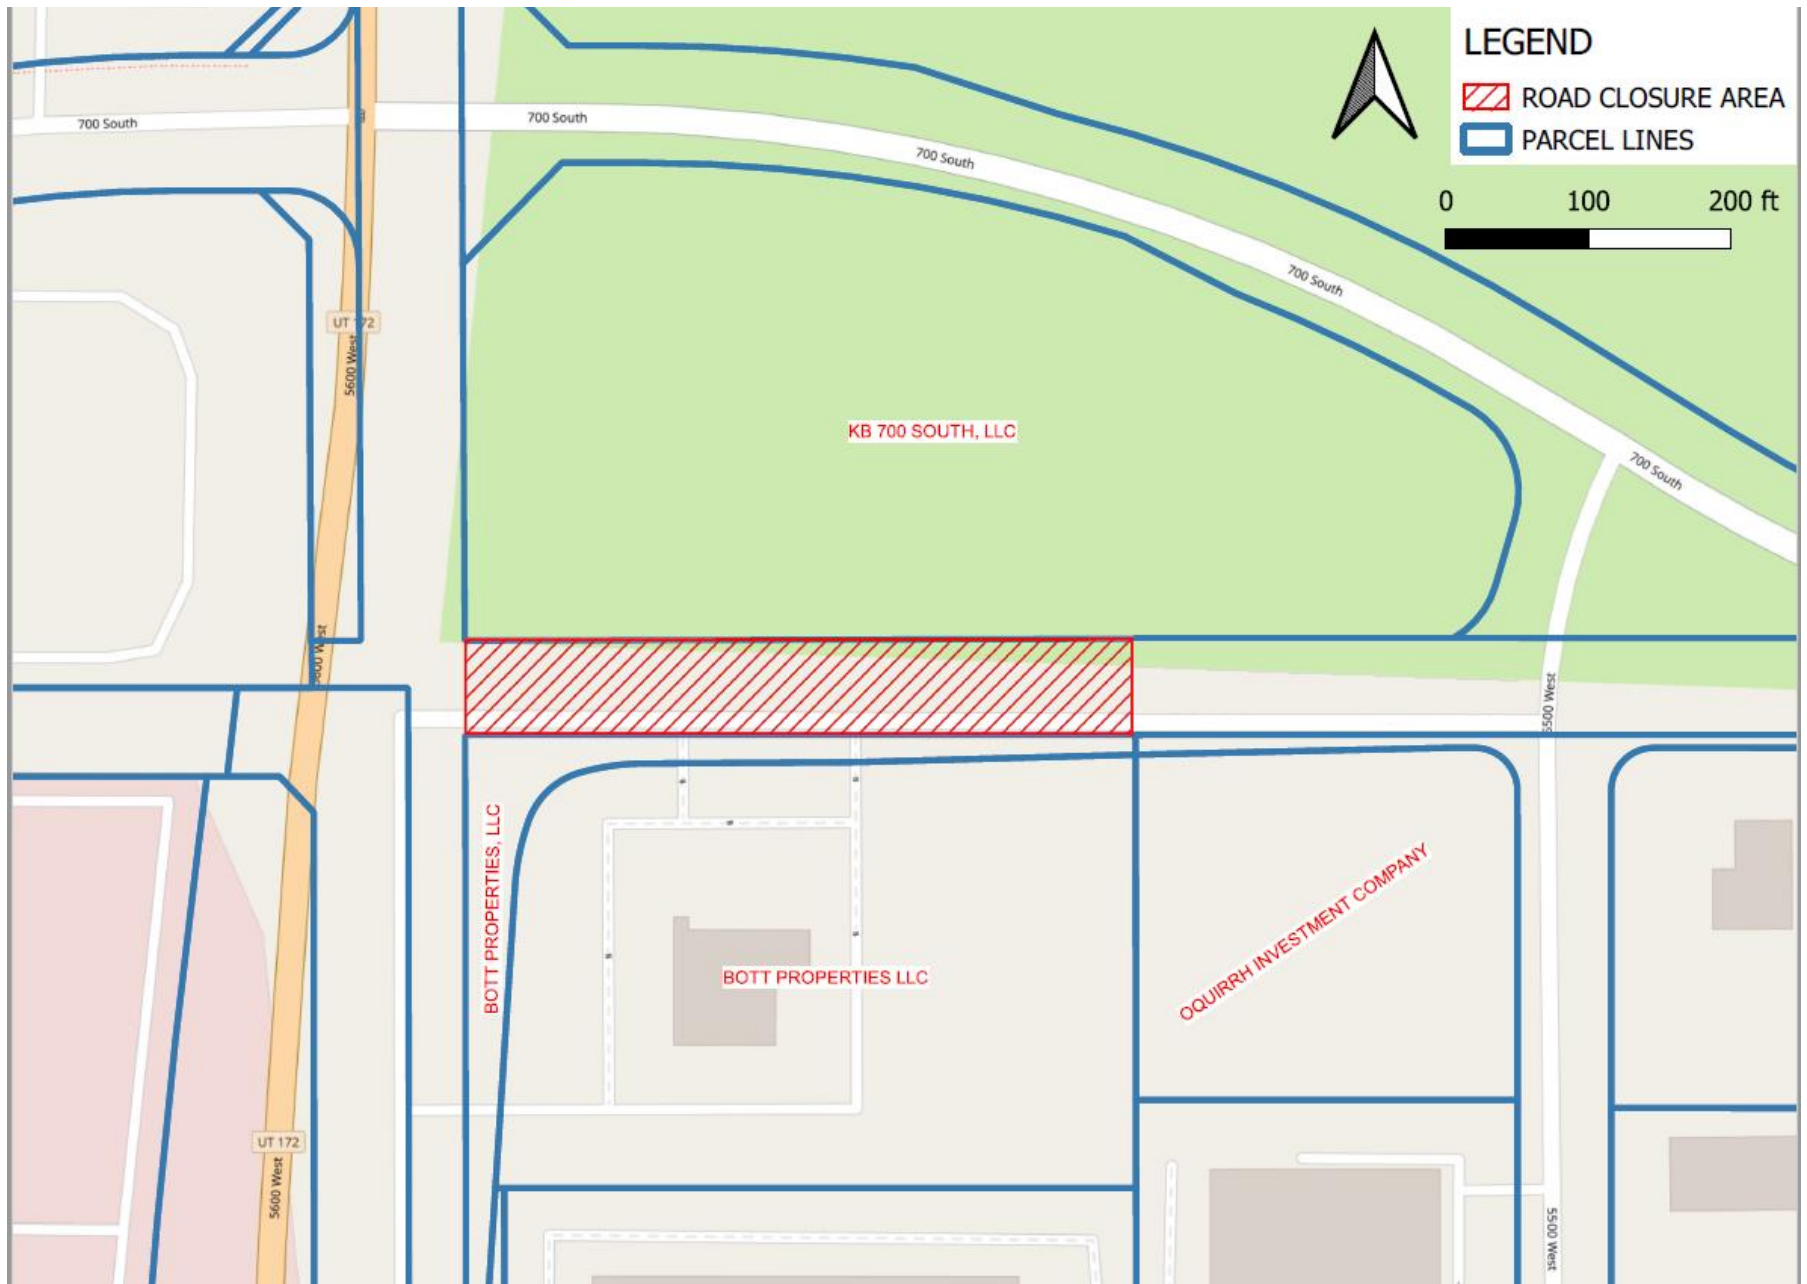 LEGEND
ROAD CLOSURE AREA
PARCEL LINES
0 100 200 ft
700 South
700 South
700 South
700 South
700 South
UT 172
5600 West
KB 700 SOUTH, LLC
5600 West
5500 West
BOTT PROPERTIES, LLC
BOTT PROPERTIES LLC
OQUIRRH INVESTMENT COMPANY
UT 172
5600 West
5500 West